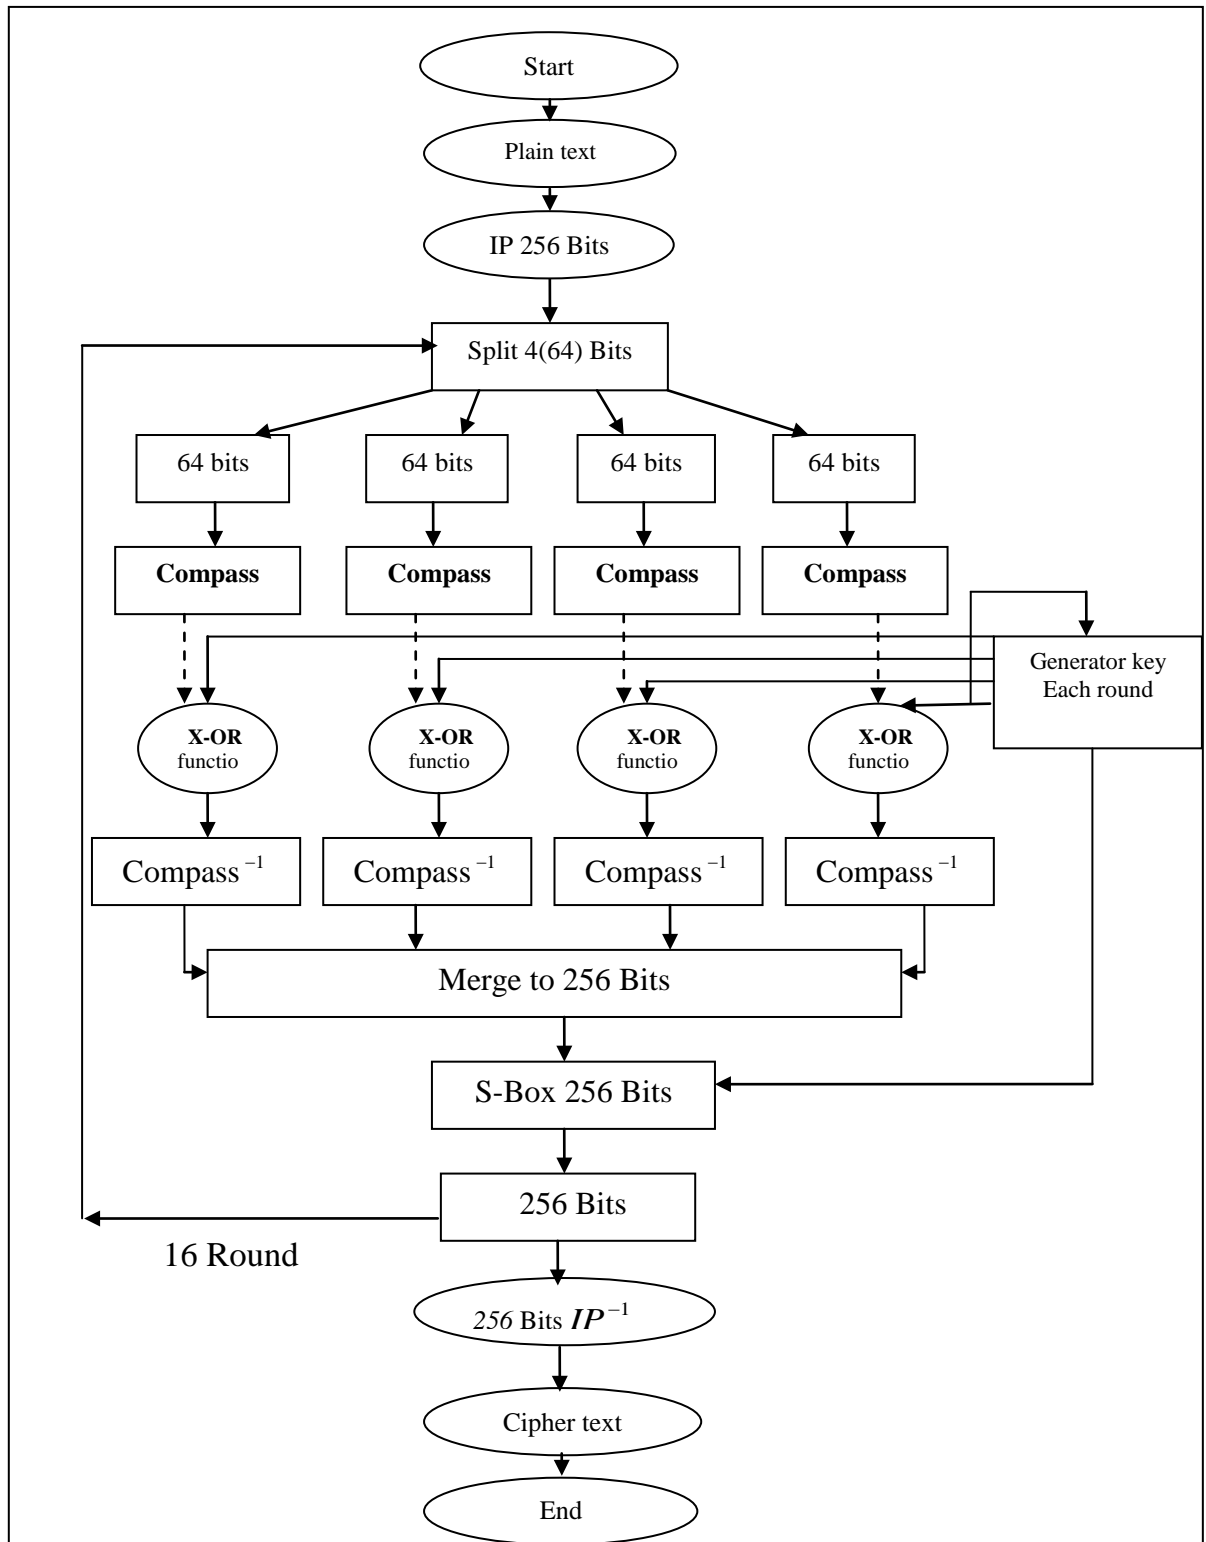 Start
Plain text
IP 256 Bits
Split 4(64) Bits
64 bits
64 bits
64 bits
64 bits
Compass
Compass
Compass
Compass
Generator key
Each round
X-OR
functio
X-OR
functio
X-OR
functio
X-OR
functio
Compass⁻¹
Compass⁻¹
Compass⁻¹
Compass⁻¹
Merge to 256 Bits
S-Box 256 Bits
256 Bits
16 Round
256 Bits IP⁻¹
Cipher text
End